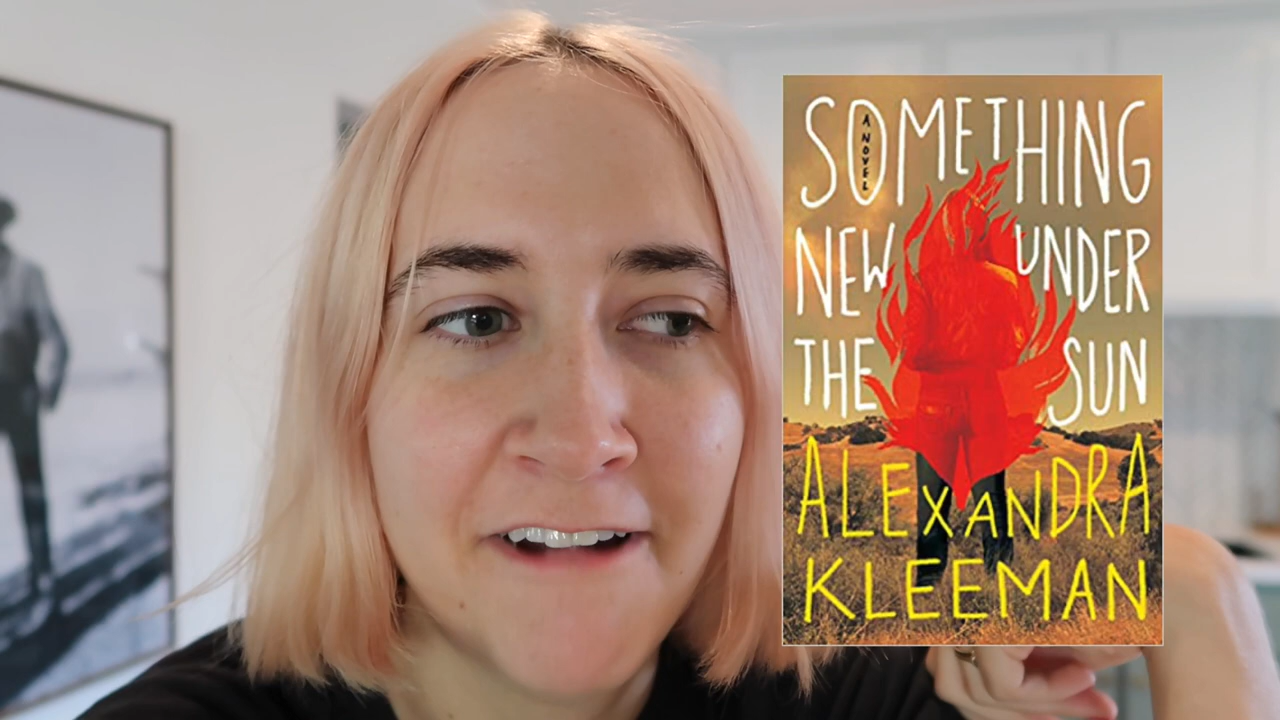 SOMETHING
A NOVEL
NEW UNDER
THE SUN
ALEXANDRA
KLEEMAN